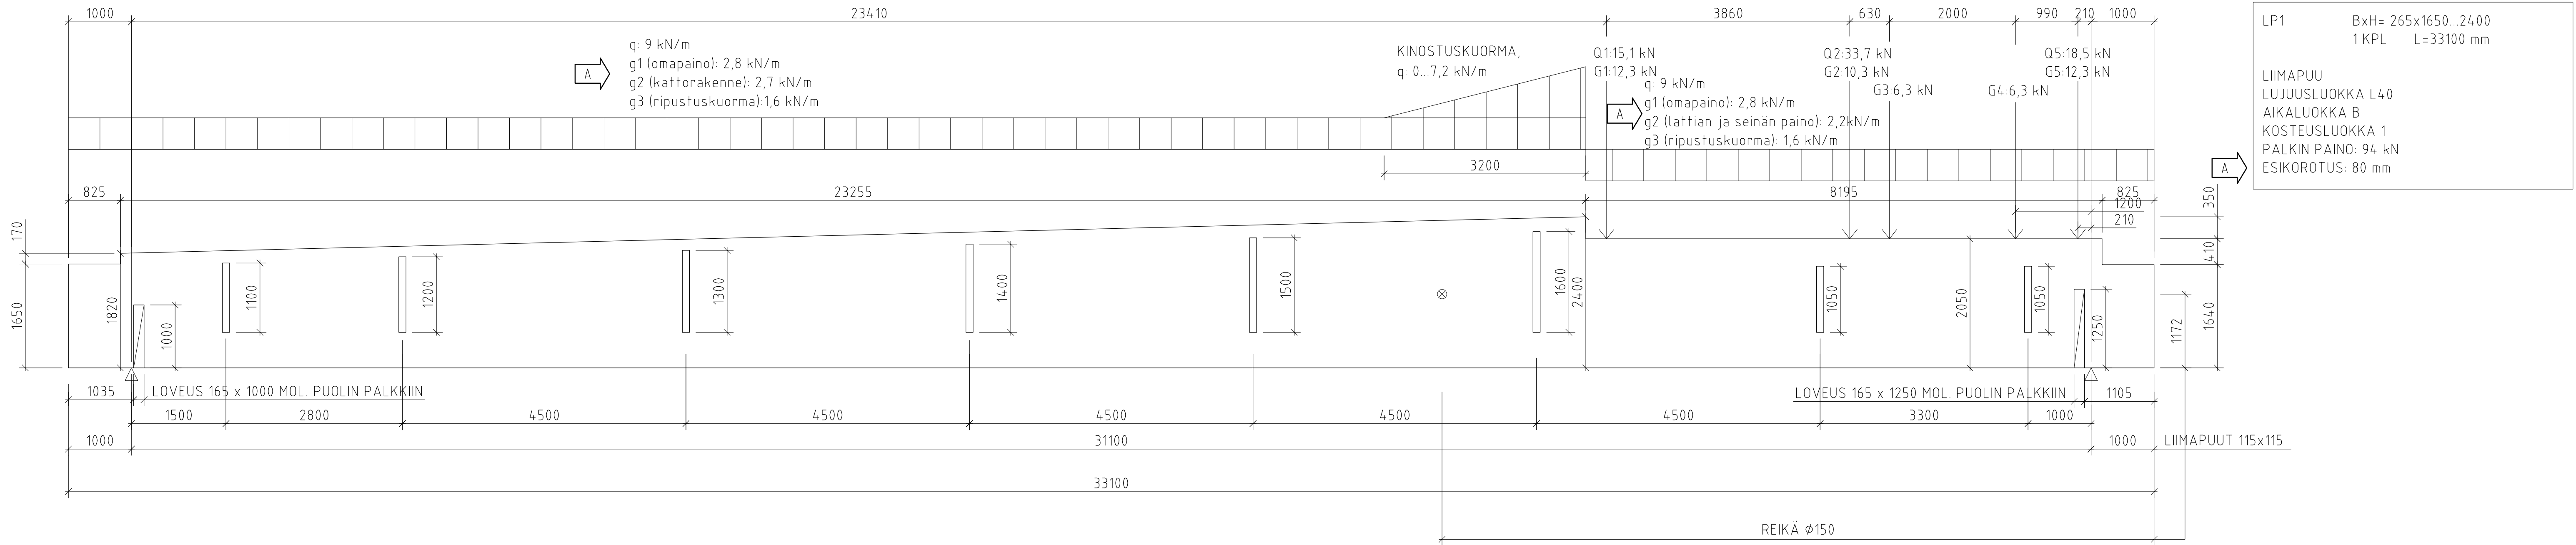 1000 23410 3860 630 2000 990 210 1000
LP1 BxH= 265x1650...2400
1 KPL L=33100 mm
LIIMAPUU
LUJUUSLUOKKA L40
AIKALUOKKA B
KOSTEUSLUOKKA 1
PALKIN PAINO: 94 kN
ESIKOROTUS: 80 mm
A
A
q: 9 kN/m
g1 (omapaino): 2,8 kN/m
g2 (kattorakenne): 2,7 kN/m
g3 (ripustuskuorma):1,6 kN/m
KINOSTUSKUORMA,
q: 0...7,2 kN/m
Q1:15,1 kN
G1:12,3 kN
A
q: 9 kN/m
g1 (omapaino): 2,8 kN/m
g2 (lattian ja seinän paino): 2,2kN/m
g3 (ripustuskuorma): 1,6 kN/m
Q2:33,7 kN
G2:10,3 kN
G3:6,3 kN
G4:6,3 kN
Q5:18,5 kN
G5:12,3 kN
3200
825 23255 8195 825
1200
210
350
410
1640
1172
170
1650
1820
1000
1100
1200
1300
1400
1500
1600
2400
1050
2050
1050
1250
1035 LOVEUS 165 x 1000 MOL. PUOLIN PALKKIIN
LOVEUS 165 x 1250 MOL. PUOLIN PALKKIIN 1105
1500 2800 4500 4500 4500 4500 4500 3300 1000
1000 31100 1000 LIIMAPUUT 115x115
33100
REIKÄ ø150